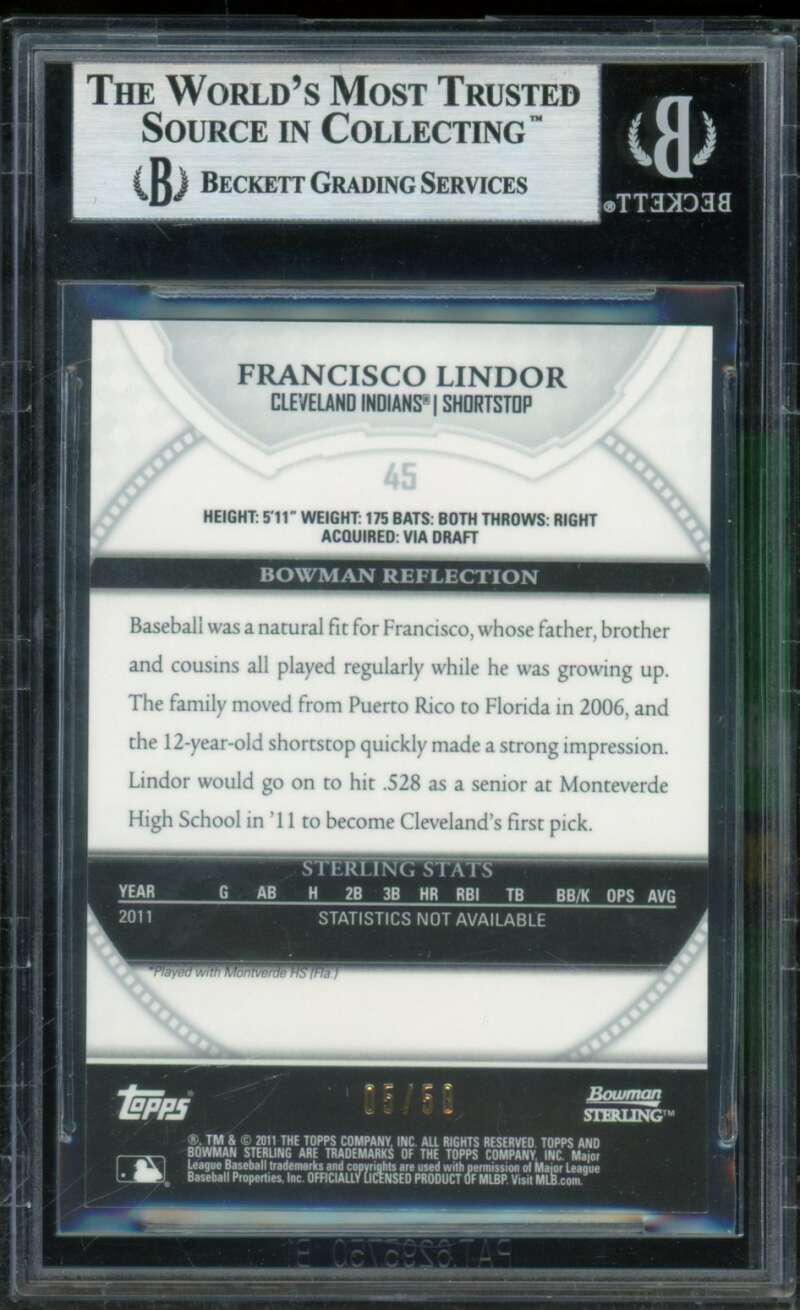 THE WORLD'S MOST TRUSTED
SOURCE IN COLLECTING™
B BECKETT GRADING SERVICES
B
BECKETT®
FRANCISCO LINDOR
CLEVELAND INDIANS® | SHORTSTOP
45
HEIGHT: 5'11" WEIGHT: 175 BATS: BOTH THROWS: RIGHT
ACQUIRED: VIA DRAFT
BOWMAN REFLECTION
Baseball was a natural fit for Francisco, whose father, brother
and cousins all played regularly while he was growing up.
The family moved from Puerto Rico to Florida in 2006, and
the 12-year-old shortstop quickly made a strong impression.
Lindor would go on to hit .528 as a senior at Monteverde
High School in '11 to become Cleveland's first pick.
STERLING STATS
YEAR G AB H 2B 3B HR RBI TB BB/K OPS AVG
2011 STATISTICS NOT AVAILABLE
*Played with Montverde HS (Fla.)
topps® 05/50 Bowman
STERLING™
®, TM & © 2011 THE TOPPS COMPANY, INC. ALL RIGHTS RESERVED. TOPPS AND
BOWMAN STERLING ARE TRADEMARKS OF THE TOPPS COMPANY, INC. Major
League Baseball trademarks and copyrights are used with permission of Major League
Baseball Properties, Inc. OFFICIALLY LICENSED PRODUCT OF MLBP. Visit MLB.com.
PAT.6295750 B